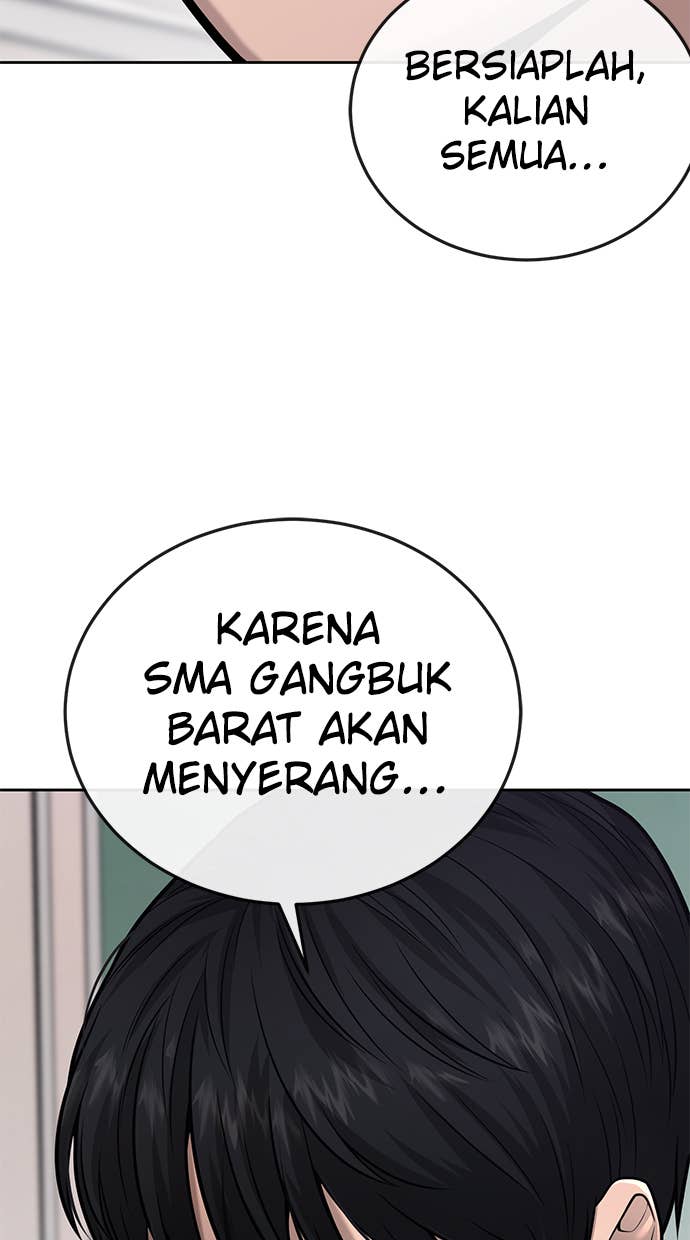 BERSIAPLAH,
KALIAN
SEMUA...
KARENA
SMA GANGBUK
BARAT AKAN
MENYERANG...